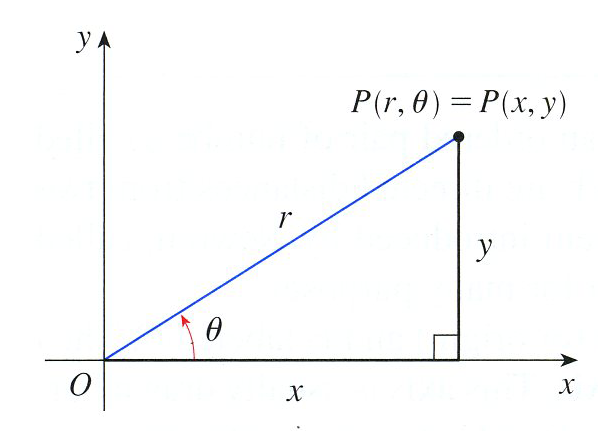 y
P(r, θ) = P(x, y)
r
y
θ
O
x
x